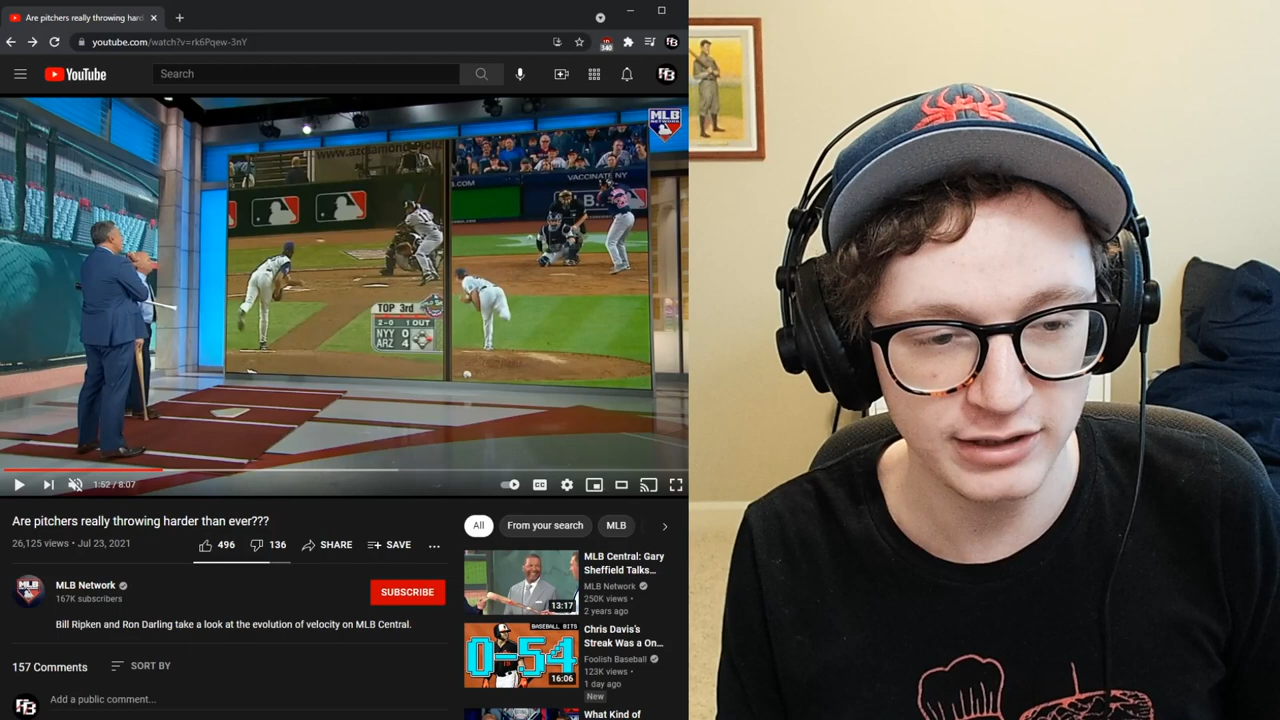 Are pitchers really throwing hard
youtube.com/watch?v=rk6Pqew-3nY
340
YouTube
Search
MLB
NETWORK
www.azdiamond
VACCINATE NY
.COM
TOP 3rd
2-0 1 OUT
NYY 0
ARZ 4
1:52 / 8:07
CC
Are pitchers really throwing harder than ever???
26,125 views • Jul 23, 2021
496
136
SHARE
SAVE
MLB Network
167K subscribers
SUBSCRIBE
Bill Ripken and Ron Darling take a look at the evolution of velocity on MLB Central.
157 Comments
SORT BY
Add a public comment...
All
From your search
MLB
13:17
MLB Central: Gary
Sheffield Talks...
MLB Network
250K views •
2 years ago
BASEBALL BITS
0-54
16:06
Chris Davis's
Streak Was a On...
Foolish Baseball
123K views •
1 day ago
New
What Kind of